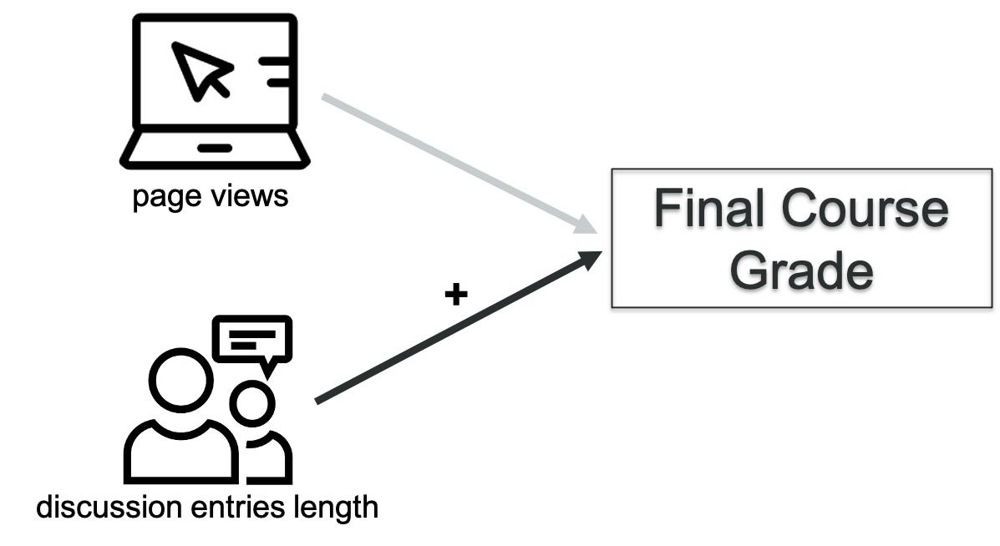 page views
Final Course
Grade
+
discussion entries length